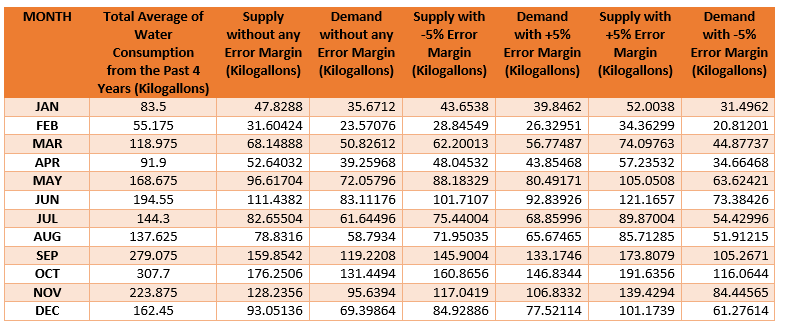 MONTH Total Average of Water Consumption from the Past 4 Years (Kilogallons) Supply without any Error Margin (Kilogallons) Demand without any Error Margin (Kilogallons) Supply with -5% Error Margin (Kilogallons) Demand with +5% Error Margin (Kilogallons) Supply with +5% Error Margin (Kilogallons) Demand with -5% Error Margin (Kilogallons)
JAN 83.5 47.8288 35.6712 43.6538 39.8462 52.0038 31.4962
FEB 55.175 31.60424 23.57076 28.84549 26.32951 34.36299 20.81201
MAR 118.975 68.14888 50.82612 62.20013 56.77487 74.09763 44.87737
APR 91.9 52.64032 39.25968 48.04532 43.85468 57.23532 34.66468
MAY 168.675 96.61704 72.05796 88.18329 80.49171 105.0508 63.62421
JUN 194.55 111.4382 83.11176 101.7107 92.83926 121.1657 73.38426
JUL 144.3 82.65504 61.64496 75.44004 68.85996 89.87004 54.42996
AUG 137.625 78.8316 58.7934 71.95035 65.67465 85.71285 51.91215
SEP 279.075 159.8542 119.2208 145.9004 133.1746 173.8079 105.2671
OCT 307.7 176.2506 131.4494 160.8656 146.8344 191.6356 116.0644
NOV 223.875 128.2356 95.6394 117.0419 106.8332 139.4294 84.44565
DEC 162.45 93.05136 69.39864 84.92886 77.52114 101.1739 61.27614